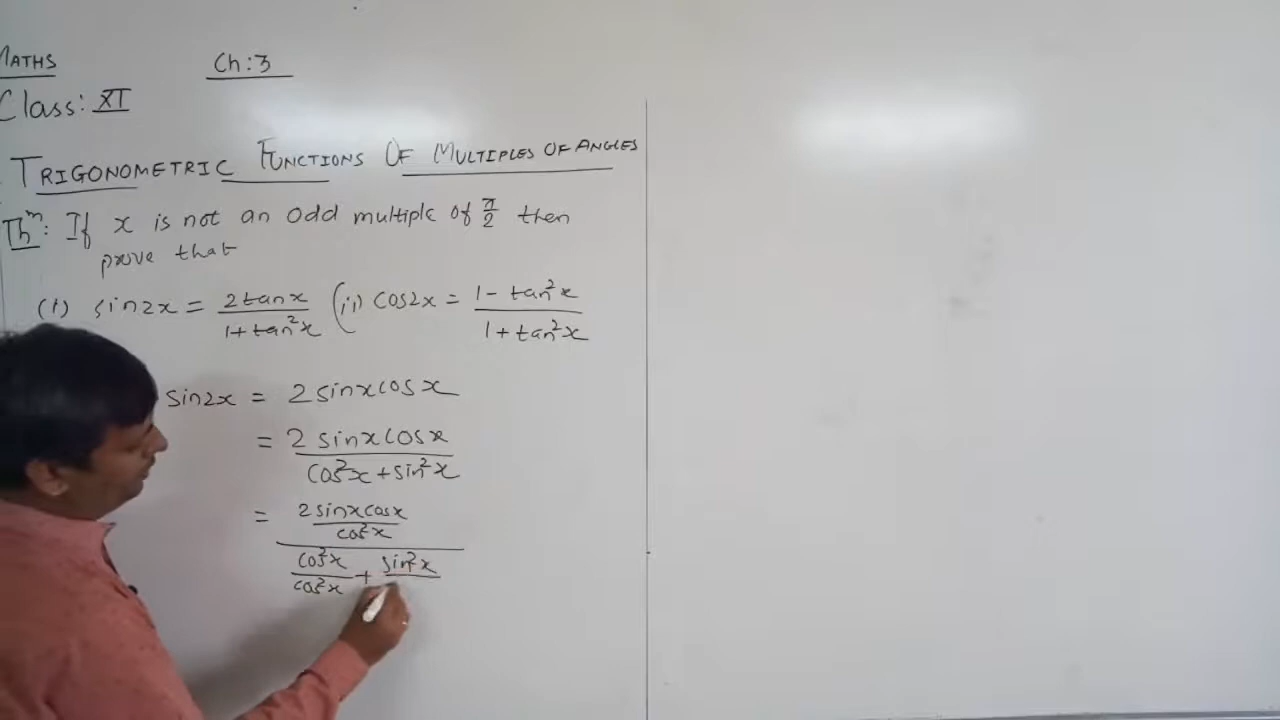 MATHS
Ch:3
Class: XI
TRIGONOMETRIC FUNCTIONS OF MULTIPLES OF ANGLES
Thᵐ: If x is not an odd multiple of π/2 then
prove that
(i) sin2x = 2tanx / 1+tan²x (ii) cos2x = 1-tan²x / 1+tan²x
sin2x = 2sinxcosx
= 2 sinxcosx / cos²x+sin²x
= 2sinxcosx / cos²x
cos²x / cos²x + sin²x